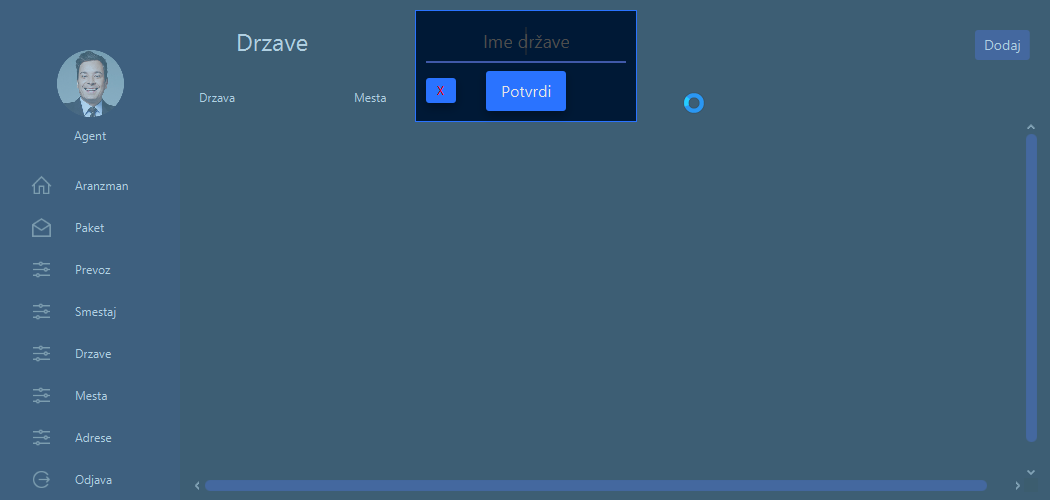 Drzave
Ime države
Dodaj
X
Potvrdi
Drzava
Mesta
Agent
Aranzman
Paket
Prevoz
Smestaj
Drzave
Mesta
Adrese
Odjava